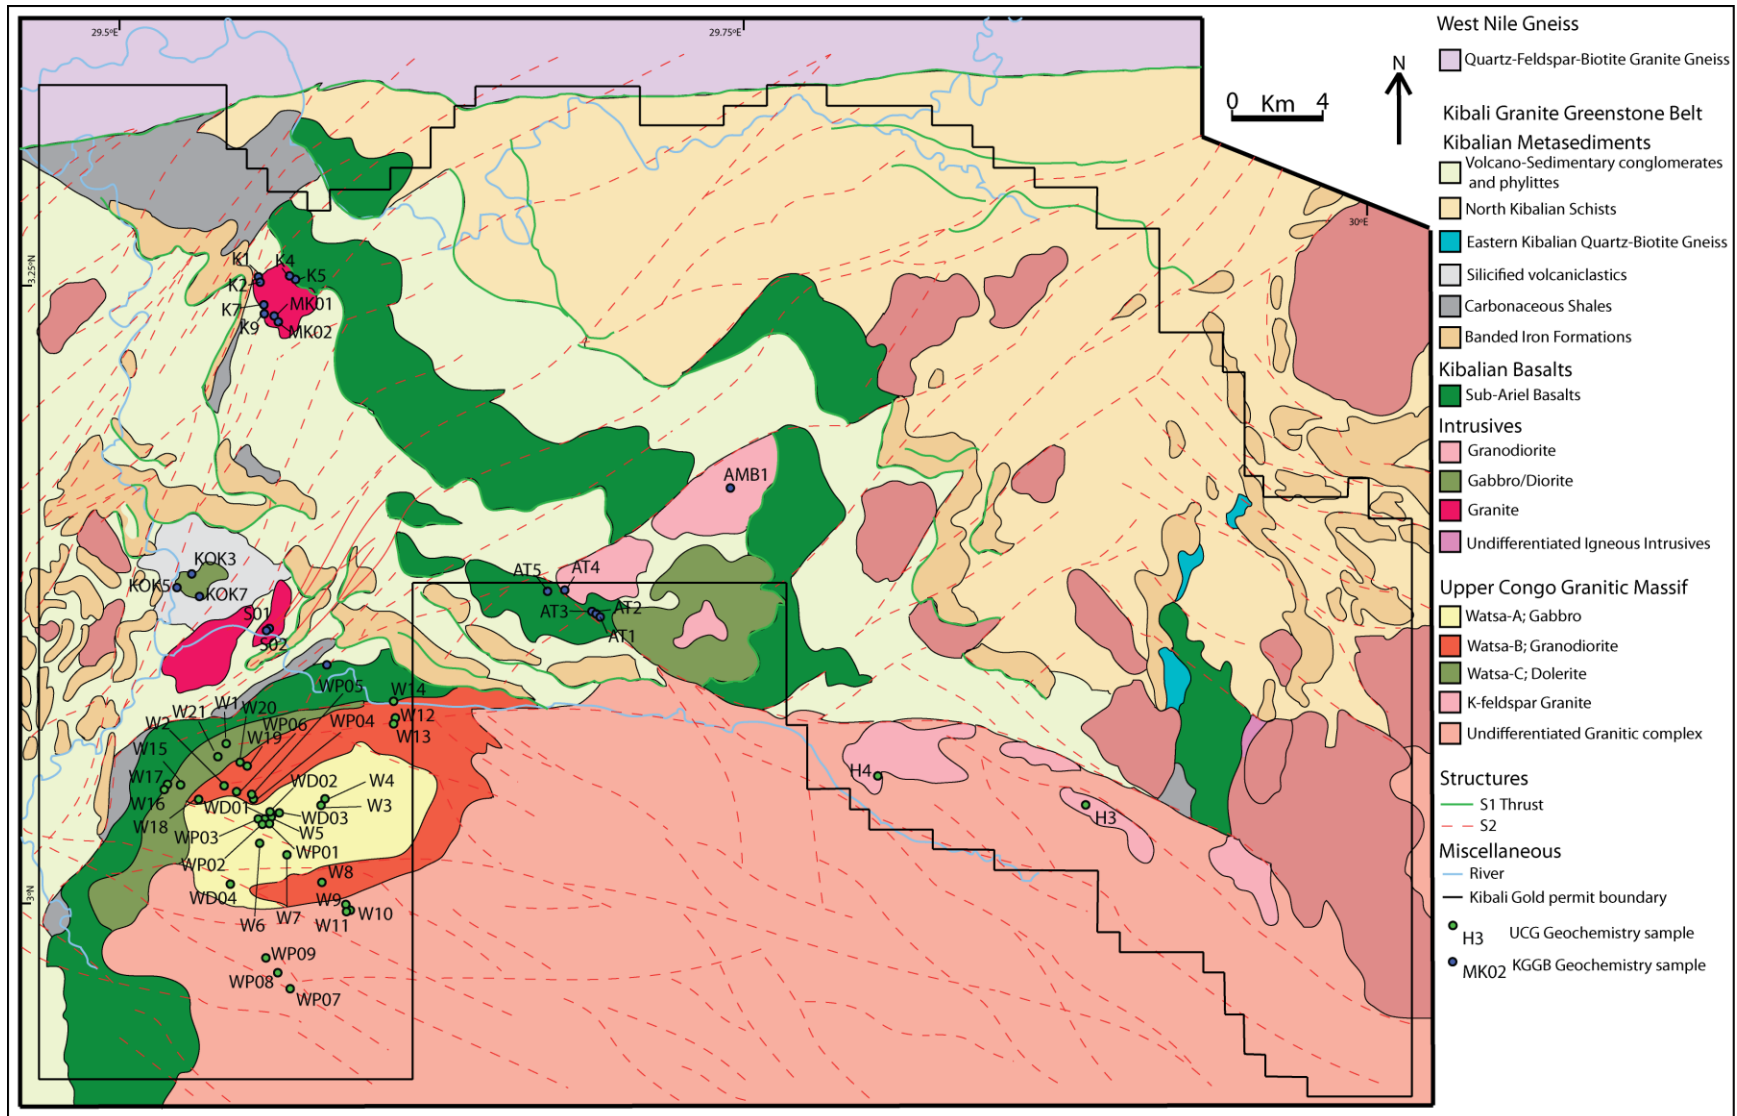 29.5ºE
29.75ºE
30ºE
3.25ºN
3ºN
0 Km 4
N
K1
K4
K2
K5
K7
MK01
K9
MK02
AMB1
KOK3
KOK5
KOK7
S01
S02
AT5
AT4
AT3
AT2
AT1
WP05
W14
W1
W20
W21
W2
WP06
WP04
W12
W19
W13
W15
W17
WD02
W4
W16
WD01
W3
W18
WD03
WP03
W5
WP01
WP02
W8
WD04
W9
W10
W6
W7
W11
WP09
WP08
WP07
H4
H3
West Nile Gneiss
Quartz-Feldspar-Biotite Granite Gneiss
Kibali Granite Greenstone Belt
Kibalian Metasediments
Volcano-Sedimentary conglomerates
and phylittes
North Kibalian Schists
Eastern Kibalian Quartz-Biotite Gneiss
Silicified volcaniclastics
Carbonaceous Shales
Banded Iron Formations
Kibalian Basalts
Sub-Ariel Basalts
Intrusives
Granodiorite
Gabbro/Diorite
Granite
Undifferentiated Igneous Intrusives
Upper Congo Granitic Massif
Watsa-A; Gabbro
Watsa-B; Granodiorite
Watsa-C; Dolerite
K-feldspar Granite
Undifferentiated Granitic complex
Structures
S1 Thrust
S2
Miscellaneous
River
Kibali Gold permit boundary
H3 UCG Geochemistry sample
MK02 KGGB Geochemistry sample